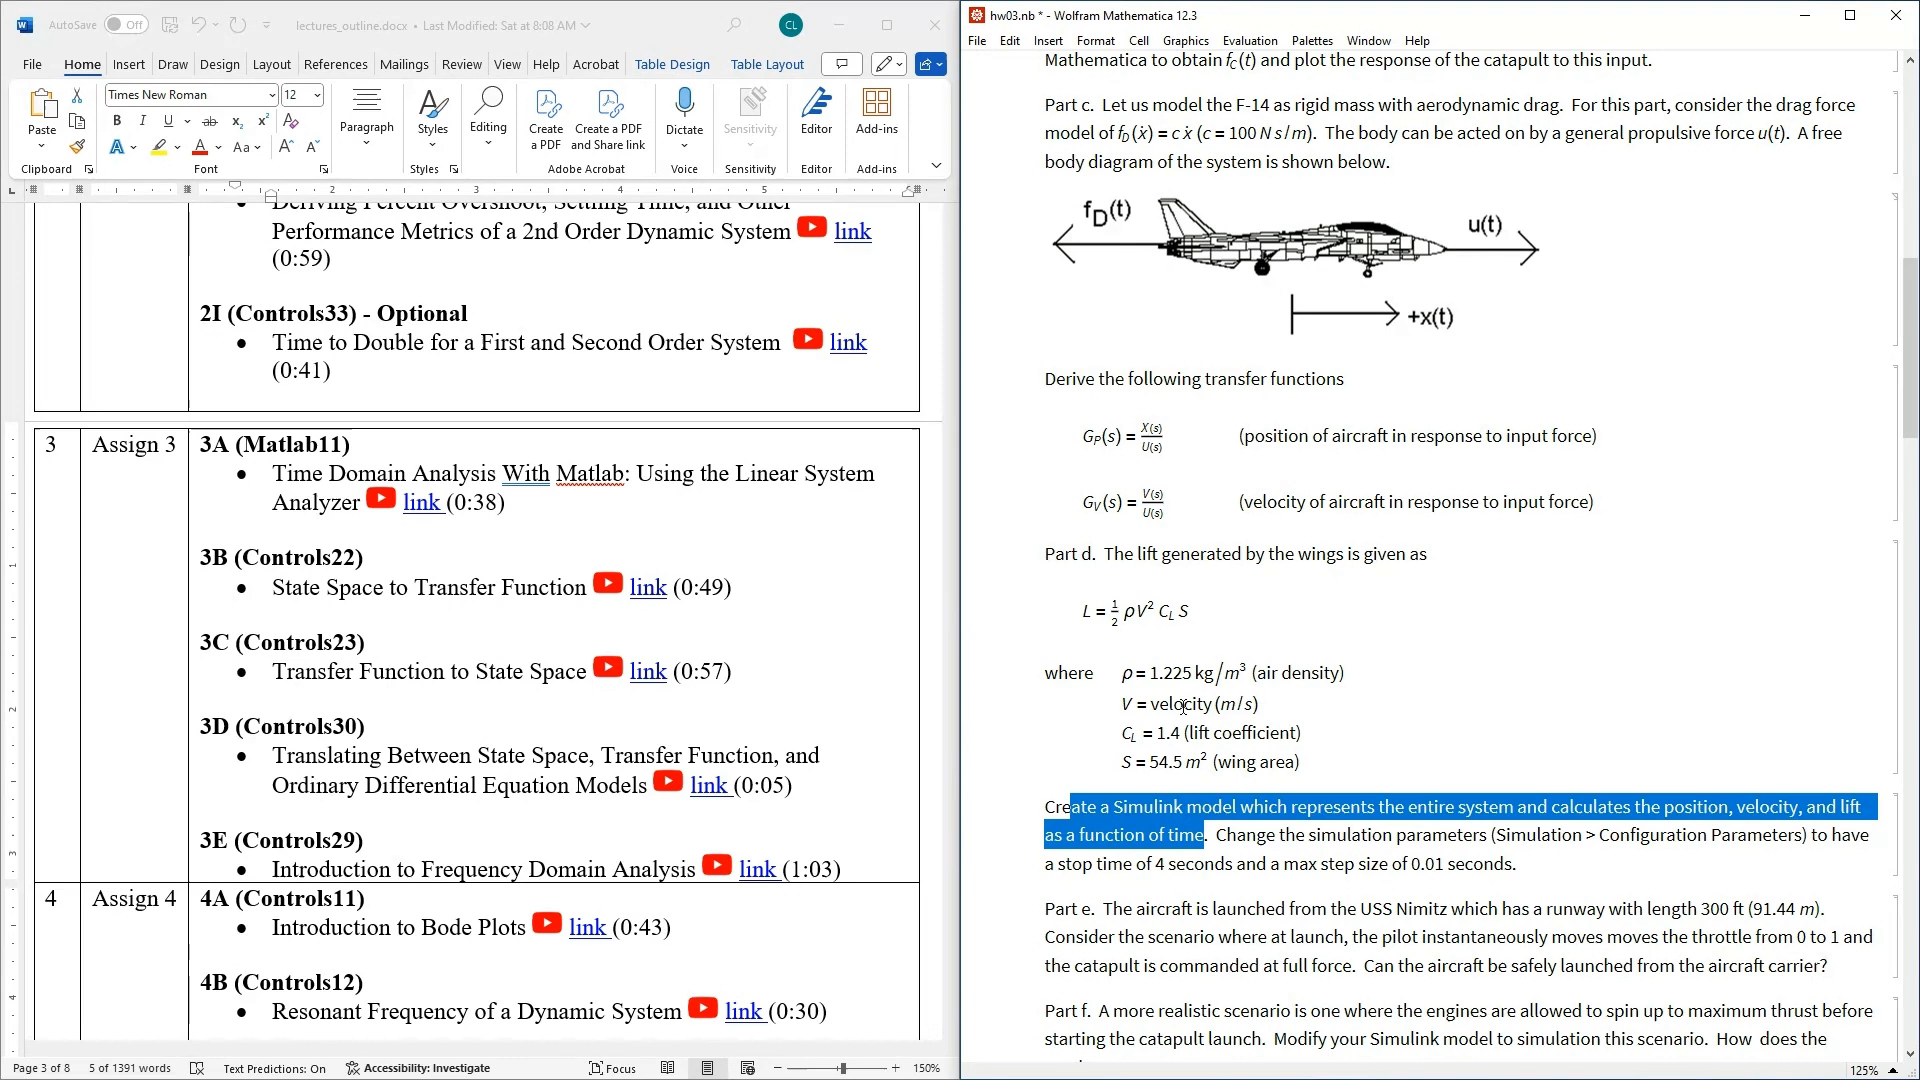 AutoSave
Off
lectures_outline.docx • Last Modified: Sat at 8:08 AM
CL
File Home Insert Draw Design Layout References Mailings Review View Help Acrobat Table Design Table Layout
Times New Roman 12
Paste
Paragraph
Styles
Editing
Create a PDF
Create a PDF and Share link
Dictate
Sensitivity
Editor
Add-ins
Clipboard Font Styles Adobe Acrobat Voice Sensitivity Editor Add-ins
Deriving Percent Overshoot, Settling Time, and Other
Performance Metrics of a 2nd Order Dynamic System link
(0:59)
2I (Controls33) - Optional
• Time to Double for a First and Second Order System link
(0:41)
3 Assign 3 3A (Matlab11)
• Time Domain Analysis With Matlab: Using the Linear System
Analyzer link (0:38)
3B (Controls22)
• State Space to Transfer Function link (0:49)
3C (Controls23)
• Transfer Function to State Space link (0:57)
3D (Controls30)
• Translating Between State Space, Transfer Function, and
Ordinary Differential Equation Models link (0:05)
3E (Controls29)
• Introduction to Frequency Domain Analysis link (1:03)
4 Assign 4 4A (Controls11)
• Introduction to Bode Plots link (0:43)
4B (Controls12)
• Resonant Frequency of a Dynamic System link (0:30)
Page 3 of 8 5 of 1391 words Text Predictions: On Accessibility: Investigate Focus 150%
hw03.nb * - Wolfram Mathematica 12.3
File Edit Insert Format Cell Graphics Evaluation Palettes Window Help
Mathematica to obtain f_C(t) and plot the response of the catapult to this input.
Part c. Let us model the F-14 as rigid mass with aerodynamic drag. For this part, consider the drag force
model of f_D(ẋ) = c ẋ (c = 100 N s/m). The body can be acted on by a general propulsive force u(t). A free
body diagram of the system is shown below.
f_D(t)
u(t)
+x(t)
Derive the following transfer functions
G_P(s) = X(s)/U(s) (position of aircraft in response to input force)
G_V(s) = V(s)/U(s) (velocity of aircraft in response to input force)
Part d. The lift generated by the wings is given as
L = 1/2 ρ V² C_L S
where ρ = 1.225 kg/m³ (air density)
V = velocity (m/s)
C_L = 1.4 (lift coefficient)
S = 54.5 m² (wing area)
Create a Simulink model which represents the entire system and calculates the position, velocity, and lift
as a function of time. Change the simulation parameters (Simulation > Configuration Parameters) to have
a stop time of 4 seconds and a max step size of 0.01 seconds.
Part e. The aircraft is launched from the USS Nimitz which has a runway with length 300 ft (91.44 m).
Consider the scenario where at launch, the pilot instantaneously moves moves the throttle from 0 to 1 and
the catapult is commanded at full force. Can the aircraft be safely launched from the aircraft carrier?
Part f. A more realistic scenario is one where the engines are allowed to spin up to maximum thrust before
starting the catapult launch. Modify your Simulink model to simulation this scenario. How does the
125%